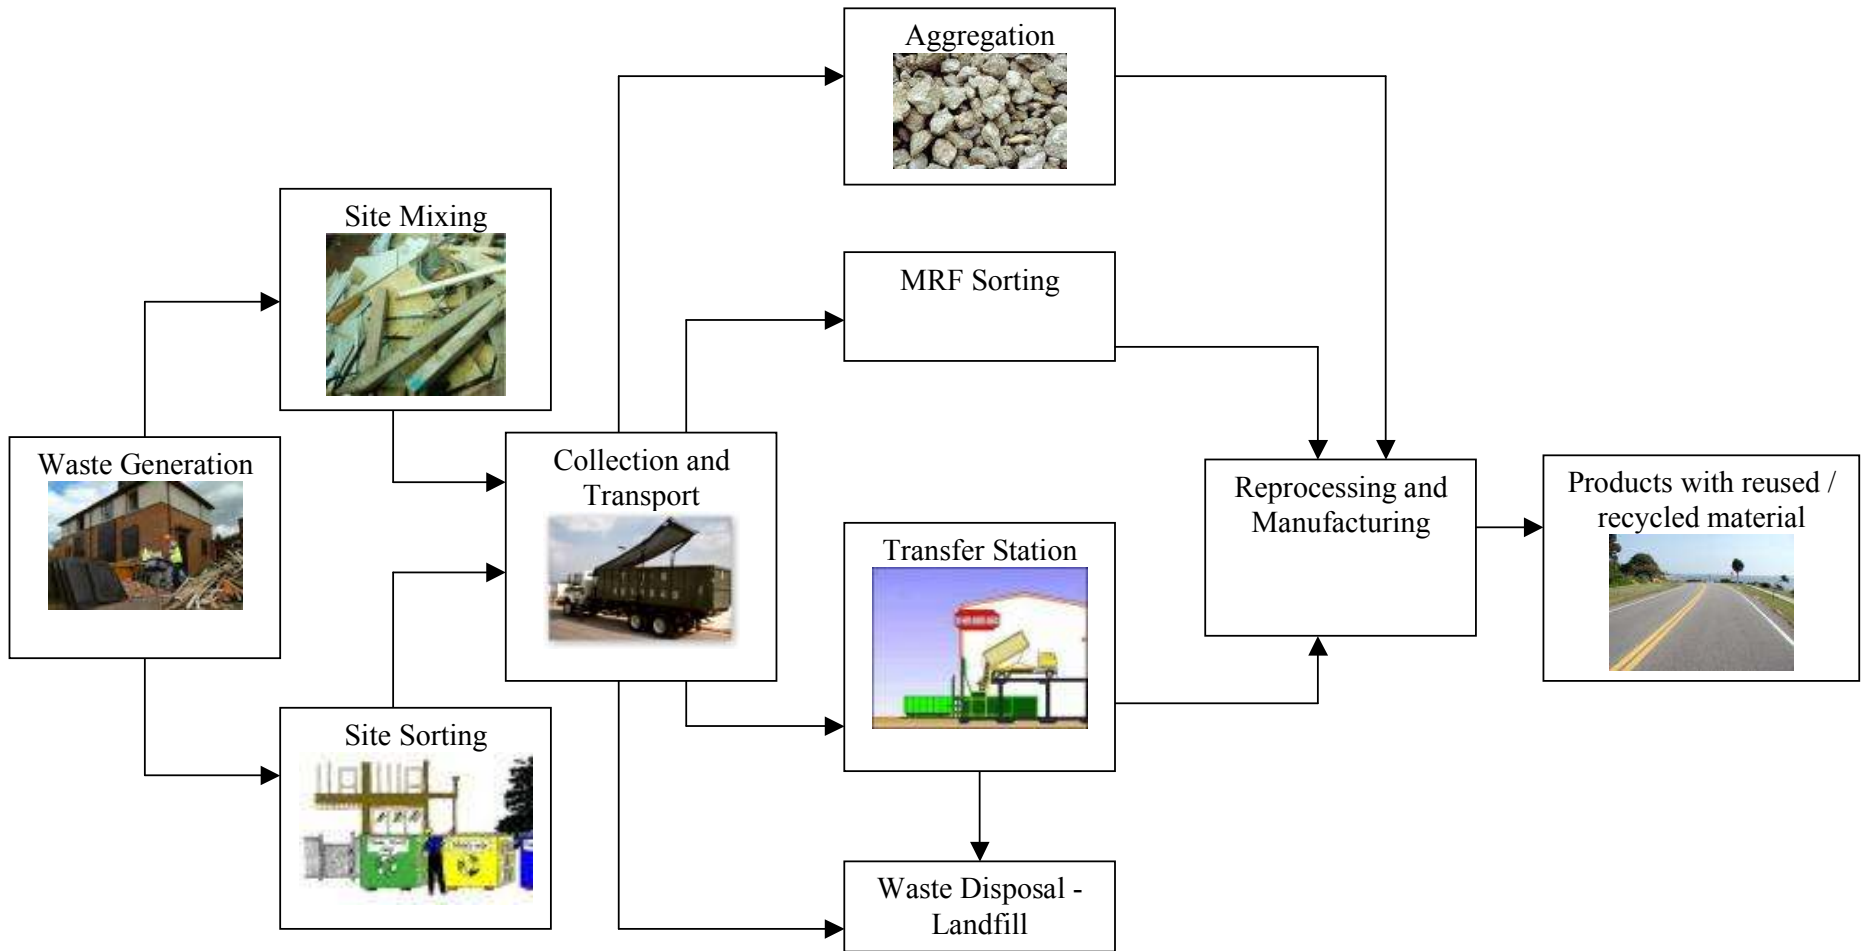 Aggregation
Site Mixing
MRF Sorting
Waste Generation
Collection and
Transport
Reprocessing and
Manufacturing
Products with reused /
recycled material
Transfer Station
Site Sorting
Waste Disposal -
Landfill